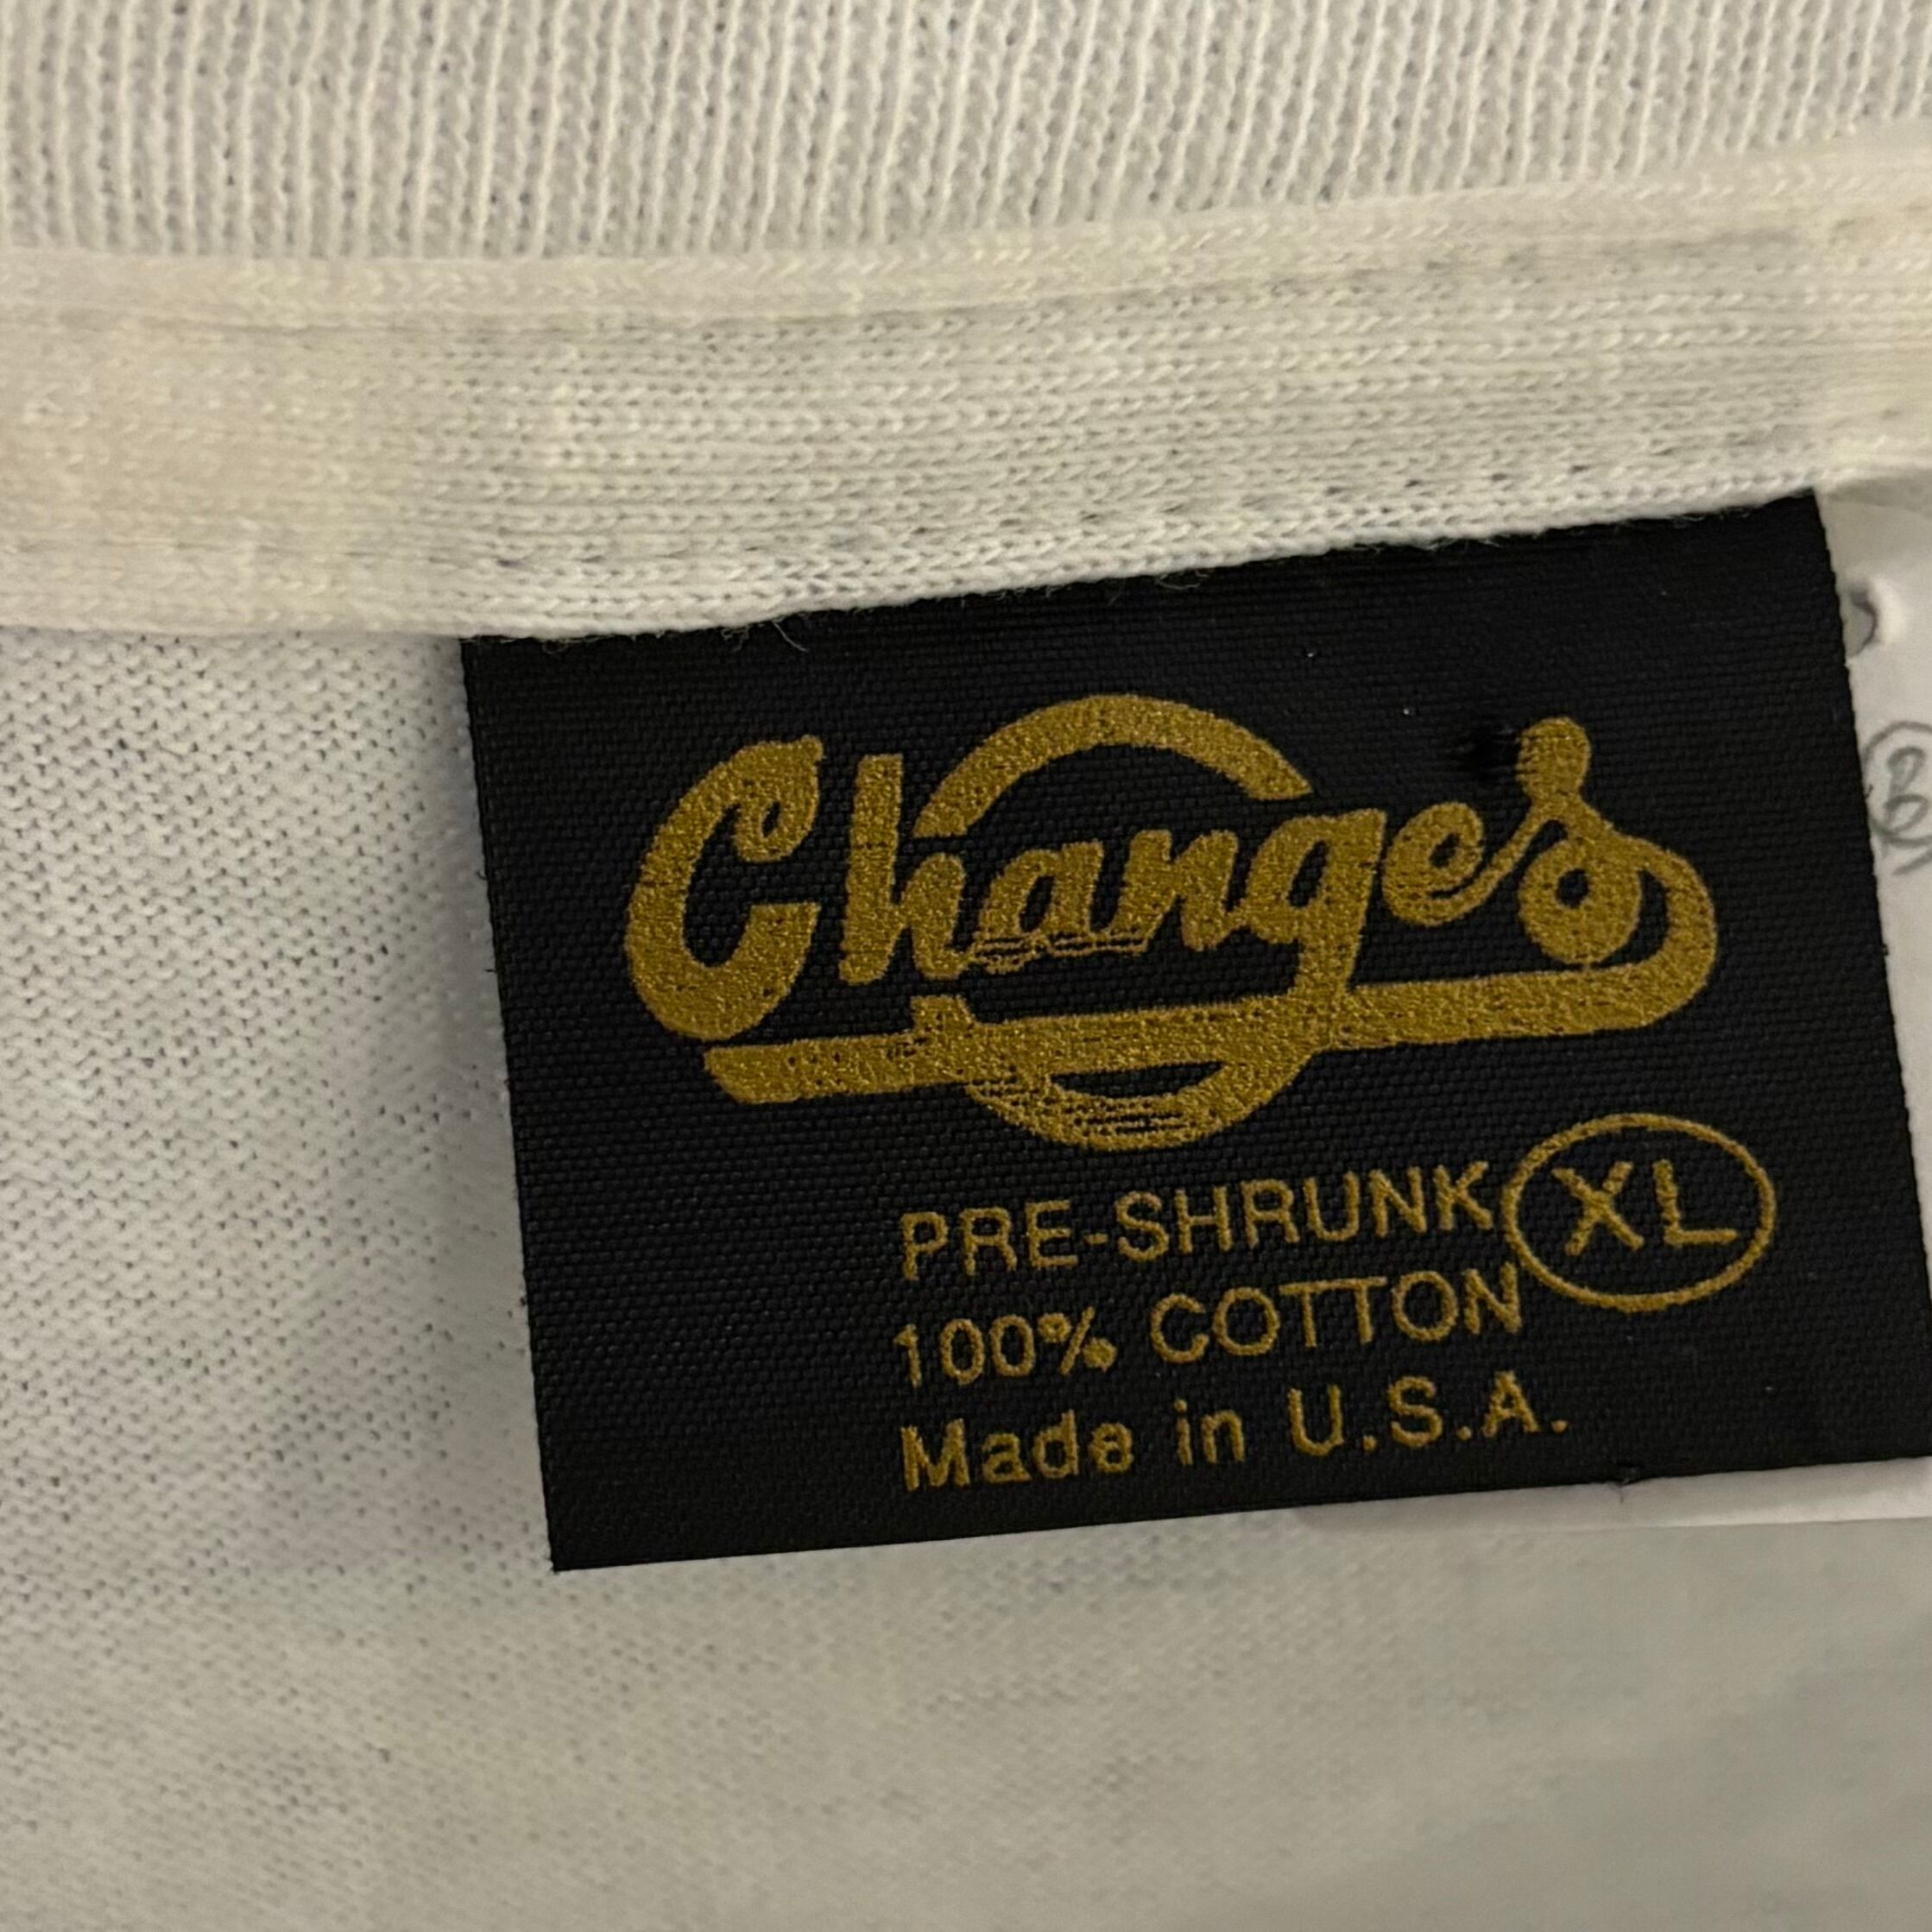 Changes
PRE-SHRUNK XL
100% COTTON
Made in U.S.A.